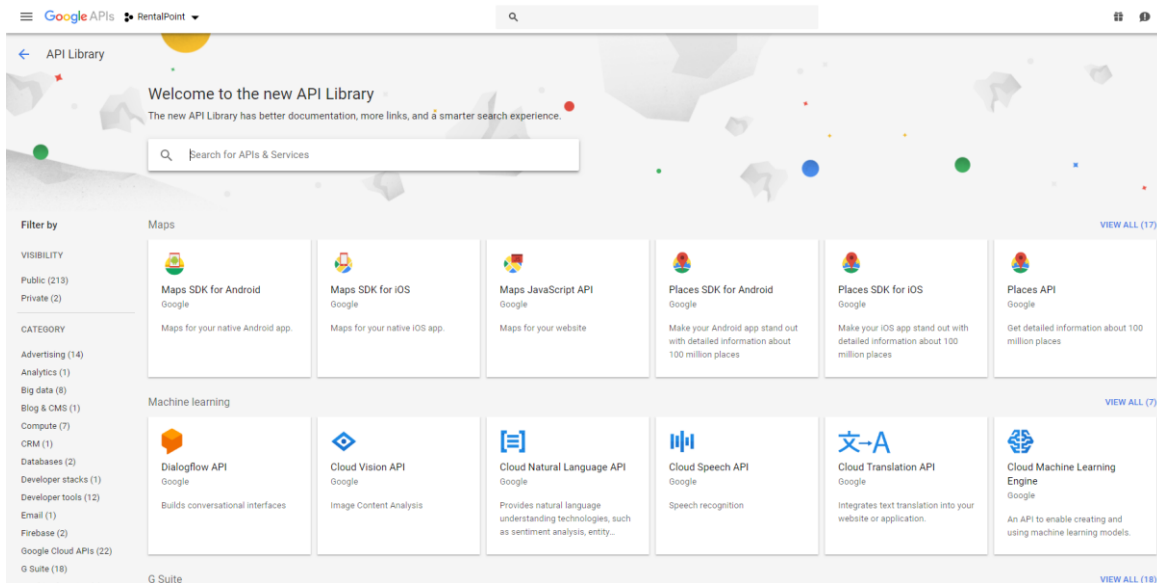 Google APIs RentalPoint
API Library
Welcome to the new API Library
The new API Library has better documentation, more links, and a smarter search experience.
Search for APIs & Services
Filter by
VISIBILITY
Public (213)
Private (2)
CATEGORY
Advertising (14)
Analytics (1)
Big data (8)
Blog & CMS (1)
Compute (7)
CRM (1)
Databases (2)
Developer stacks (1)
Developer tools (12)
Email (1)
Firebase (2)
Google Cloud APIs (22)
G Suite (18)
Maps
VIEW ALL (17)
Maps SDK for Android
Google
Maps for your native Android app.
Maps SDK for iOS
Google
Maps for your native iOS app.
Maps JavaScript API
Google
Maps for your website
Places SDK for Android
Google
Make your Android app stand out
with detailed information about
100 million places
Places SDK for iOS
Google
Make your iOS app stand out with
detailed information about 100
million places
Places API
Google
Get detailed information about 100
million places
Machine learning
VIEW ALL (7)
Dialogflow API
Google
Builds conversational interfaces
Cloud Vision API
Google
Image Content Analysis
Cloud Natural Language API
Google
Provides natural language
understanding technologies, such
as sentiment analysis, entity...
Cloud Speech API
Google
Speech recognition
文→A
Cloud Translation API
Google
Integrates text translation into your
website or application.
Cloud Machine Learning
Engine
Google
An API to enable creating and
using machine learning models.
G Suite
VIEW ALL (18)